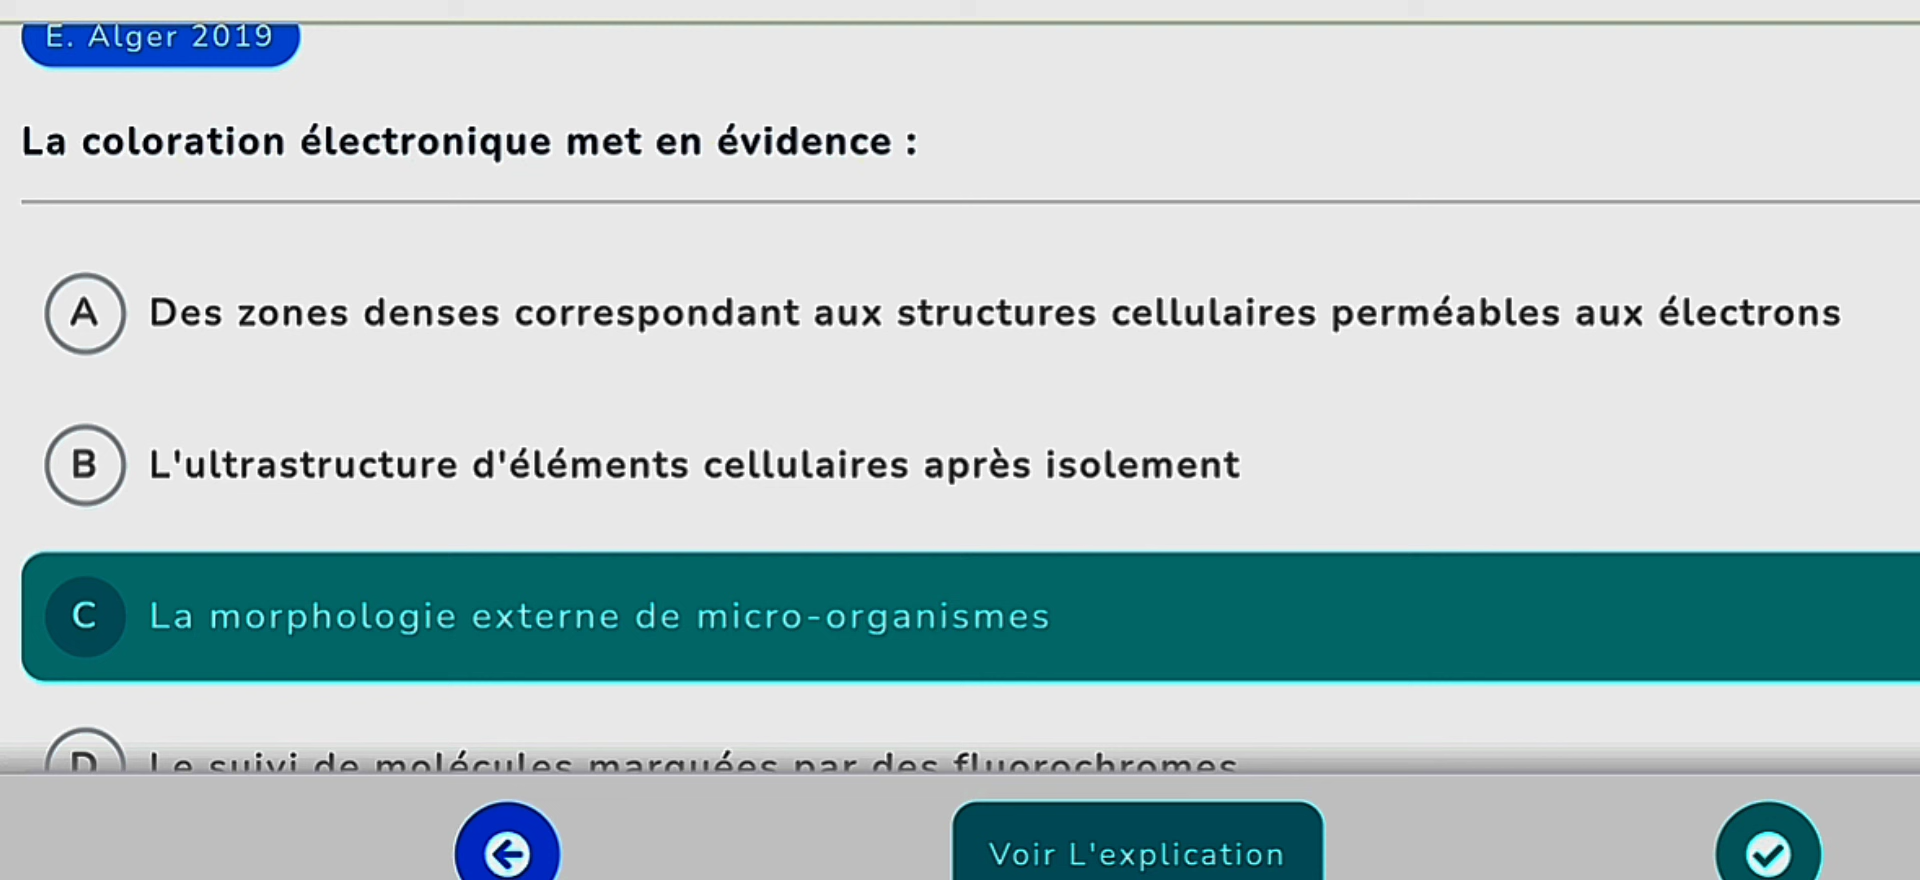 E. Alger 2019
La coloration électronique met en évidence :
A Des zones denses correspondant aux structures cellulaires perméables aux électrons
B L'ultrastructure d'éléments cellulaires après isolement
C La morphologie externe de micro-organismes
D Le suivi de molécules marquées par des fluorochromes
Voir L'explication